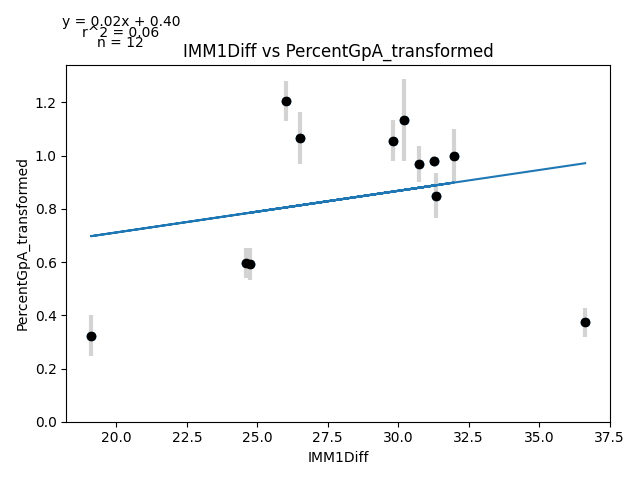 y = 0.02x + 0.40
r^2 = 0.06
n = 12
IMM1Diff vs PercentGpA_transformed
PercentGpA_transformed
1.2
1.0
0.8
0.6
0.4
0.2
0.0
20.0 22.5 25.0 27.5 30.0 32.5 35.0 37.5
IMM1Diff